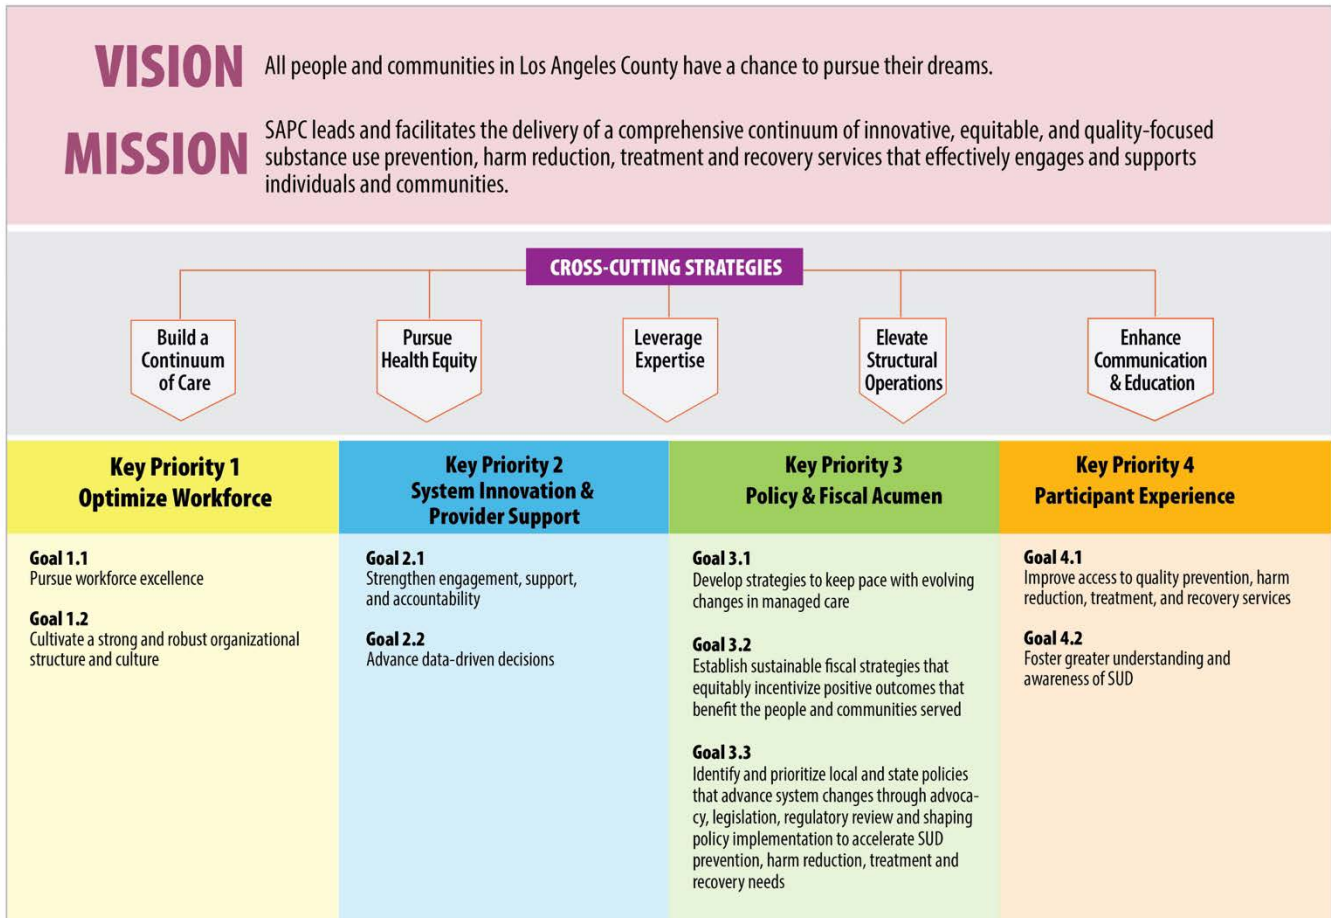 VISION
All people and communities in Los Angeles County have a chance to pursue their dreams.
MISSION
SAPC leads and facilitates the delivery of a comprehensive continuum of innovative, equitable, and quality-focused
substance use prevention, harm reduction, treatment and recovery services that effectively engages and supports
individuals and communities.
CROSS-CUTTING STRATEGIES
Build a
Continuum
of Care
Pursue
Health Equity
Leverage
Expertise
Elevate
Structural
Operations
Enhance
Communication
& Education
Key Priority 1
Optimize Workforce
Goal 1.1
Pursue workforce excellence
Goal 1.2
Cultivate a strong and robust organizational
structure and culture
Key Priority 2
System Innovation &
Provider Support
Goal 2.1
Strengthen engagement, support,
and accountability
Goal 2.2
Advance data-driven decisions
Key Priority 3
Policy & Fiscal Acumen
Goal 3.1
Develop strategies to keep pace with evolving
changes in managed care
Goal 3.2
Establish sustainable fiscal strategies that
equitably incentivize positive outcomes that
benefit the people and communities served
Goal 3.3
Identify and prioritize local and state policies
that advance system changes through advoca-
cy, legislation, regulatory review and shaping
policy implementation to accelerate SUD
prevention, harm reduction, treatment and
recovery needs
Key Priority 4
Participant Experience
Goal 4.1
Improve access to quality prevention, harm
reduction, treatment, and recovery services
Goal 4.2
Foster greater understanding and
awareness of SUD